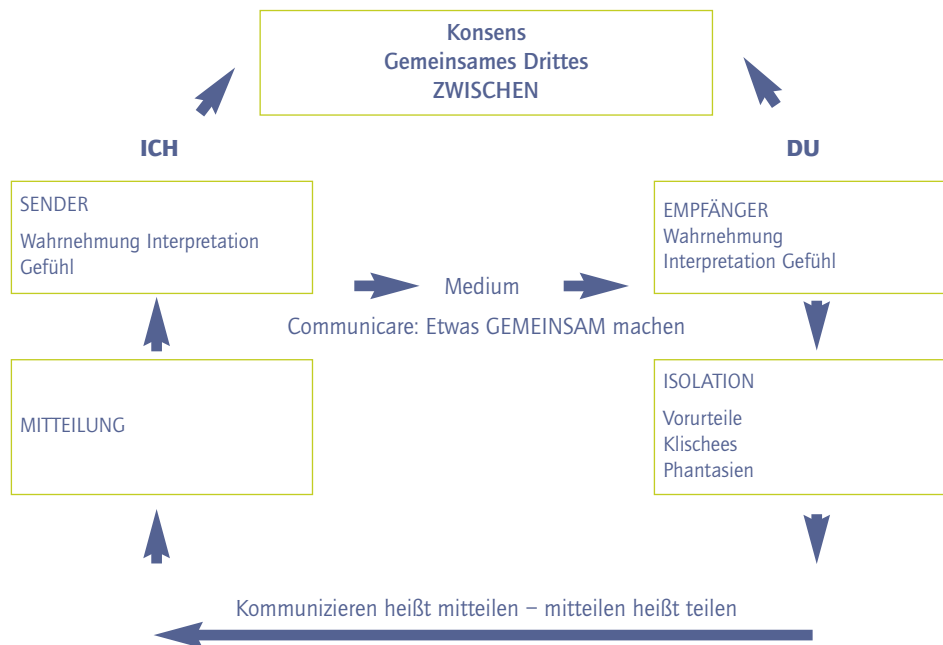 Konsens
Gemeinsames Drittes
ZWISCHEN
ICH
DU
SENDER
Wahrnehmung Interpretation
Gefühl
EMPFÄNGER
Wahrnehmung
Interpretation Gefühl
Medium
Communicare: Etwas GEMEINSAM machen
MITTEILUNG
ISOLATION
Vorurteile
Klischees
Phantasien
Kommunizieren heißt mitteilen – mitteilen heißt teilen